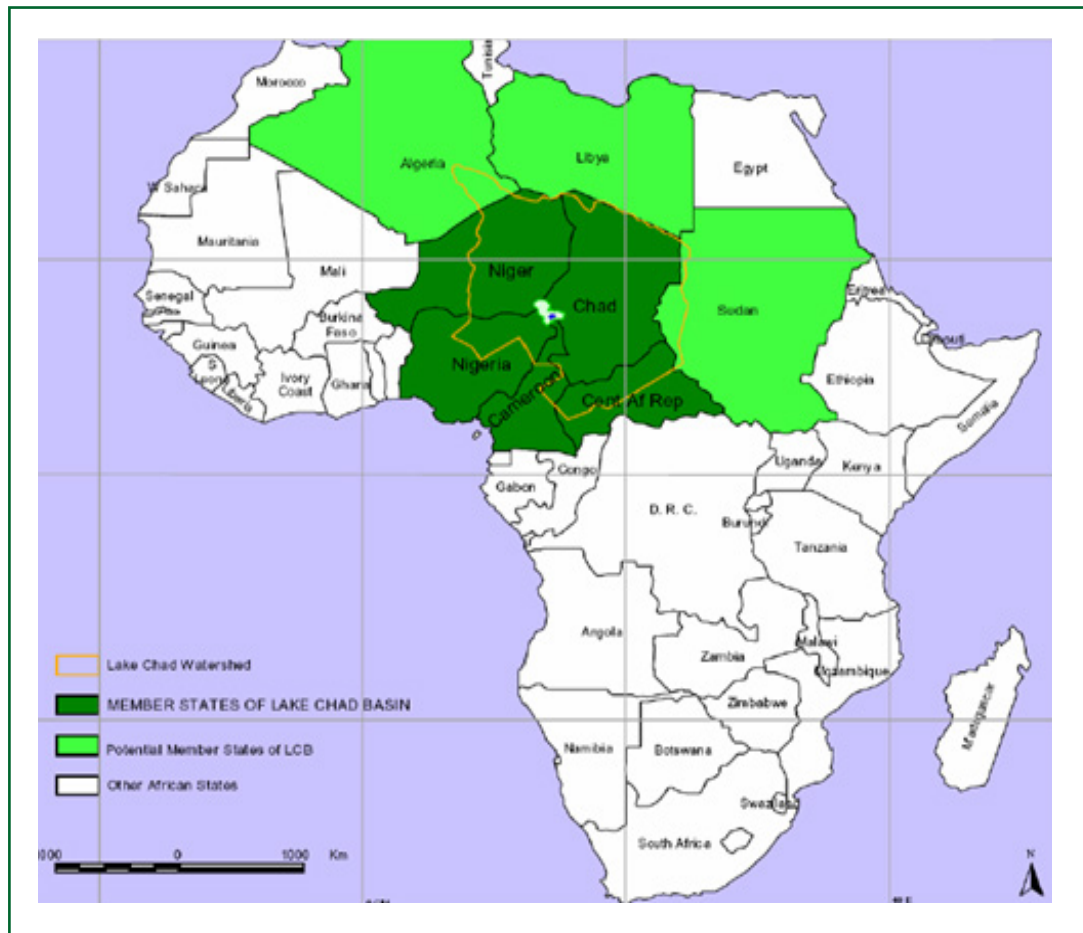 Morocco
Tunis
Algeria
Libya
Egypt
W Sahar
Mauritania
Mali
Niger
Chad
Sudan
Eritrea
Senegal
Burkina
Faso
Djibouti
Guinea
Nigeria
S
Leone
Ivory
Coast
Ghana
Ethiopia
Liberia
Cameroon
Cent Af Rep
Somalia
Gabon
Congo
Uganda
Kenya
D. R. C.
Burundi
Tanzania
Angola
Malawi
Zambia
Mozambique
Zimbabwe
Namibia
Botswana
Madagascar
Swazilan
South Africa
Lake Chad Watershed
MEMBER STATES OF LAKE CHAD BASIN
Potential Member States of LCB
Other African States
1000 0 1000 Km
N